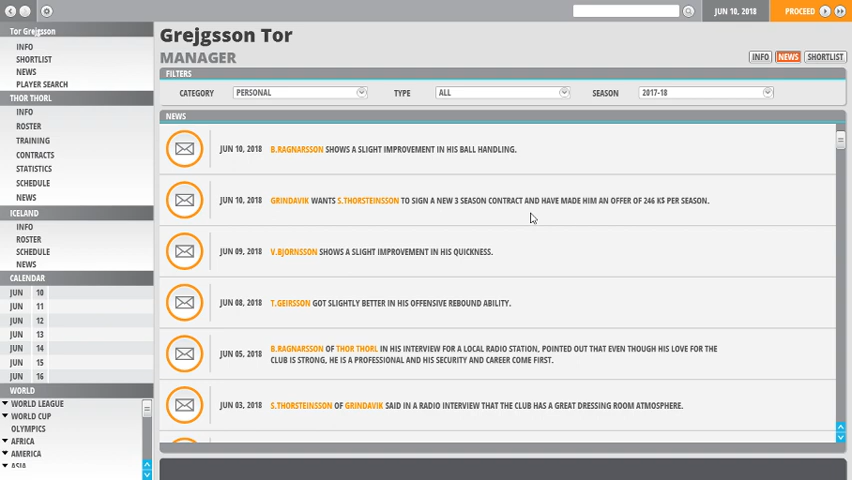 JUN 10, 2018
PROCEED
Tor Grejgsson
INFO
SHORTLIST
NEWS
PLAYER SEARCH
THOR THORL
INFO
ROSTER
TRAINING
CONTRACTS
STATISTICS
SCHEDULE
NEWS
ICELAND
INFO
ROSTER
SCHEDULE
NEWS
CALENDAR
JUN 10
JUN 11
JUN 12
JUN 13
JUN 14
JUN 15
JUN 16
WORLD
WORLD LEAGUE
WORLD CUP
OLYMPICS
AFRICA
AMERICA
ASIA
Grejgsson Tor
MANAGER
INFO NEWS SHORTLIST
FILTERS
CATEGORY PERSONAL TYPE ALL SEASON 2017-18
NEWS
JUN 10, 2018 B.RAGNARSSON SHOWS A SLIGHT IMPROVEMENT IN HIS BALL HANDLING.
JUN 10, 2018 GRINDAVIK WANTS S.THORSTEINSSON TO SIGN A NEW 3 SEASON CONTRACT AND HAVE MADE HIM AN OFFER OF 246 K$ PER SEASON.
JUN 09, 2018 V.BJORNSSON SHOWS A SLIGHT IMPROVEMENT IN HIS QUICKNESS.
JUN 08, 2018 T.GEIRSSON GOT SLIGHTLY BETTER IN HIS OFFENSIVE REBOUND ABILITY.
JUN 05, 2018 B.RAGNARSSON OF THOR THORL IN HIS INTERVIEW FOR A LOCAL RADIO STATION, POINTED OUT THAT EVEN THOUGH HIS LOVE FOR THE
CLUB IS STRONG, HE IS A PROFESSIONAL AND HIS SECURITY AND CAREER COME FIRST.
JUN 03, 2018 S.THORSTEINSSON OF GRINDAVIK SAID IN A RADIO INTERVIEW THAT THE CLUB HAS A GREAT DRESSING ROOM ATMOSPHERE.